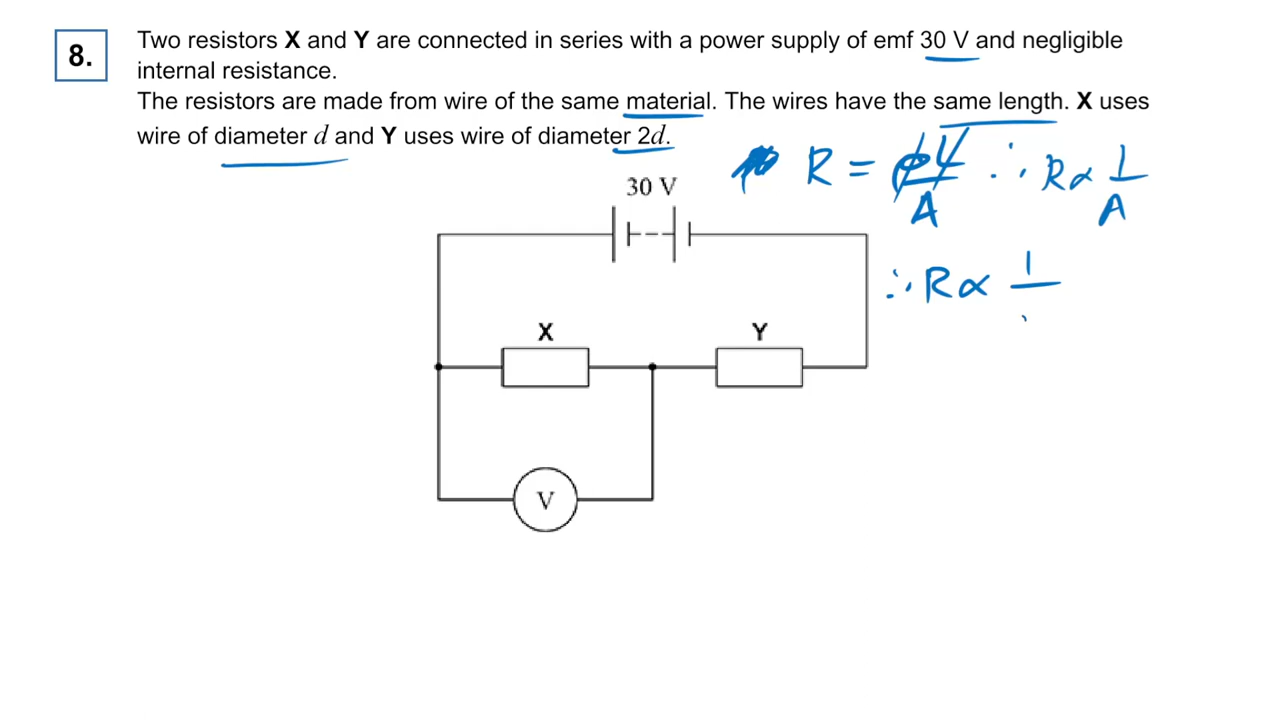 8.
Two resistors X and Y are connected in series with a power supply of emf 30 V and negligible
internal resistance.
The resistors are made from wire of the same material. The wires have the same length. X uses
wire of diameter d and Y uses wire of diameter 2d.
R = ρl/A ∴ R ∝ 1/A
30 V
∴ R ∝ 1/
X
Y
V